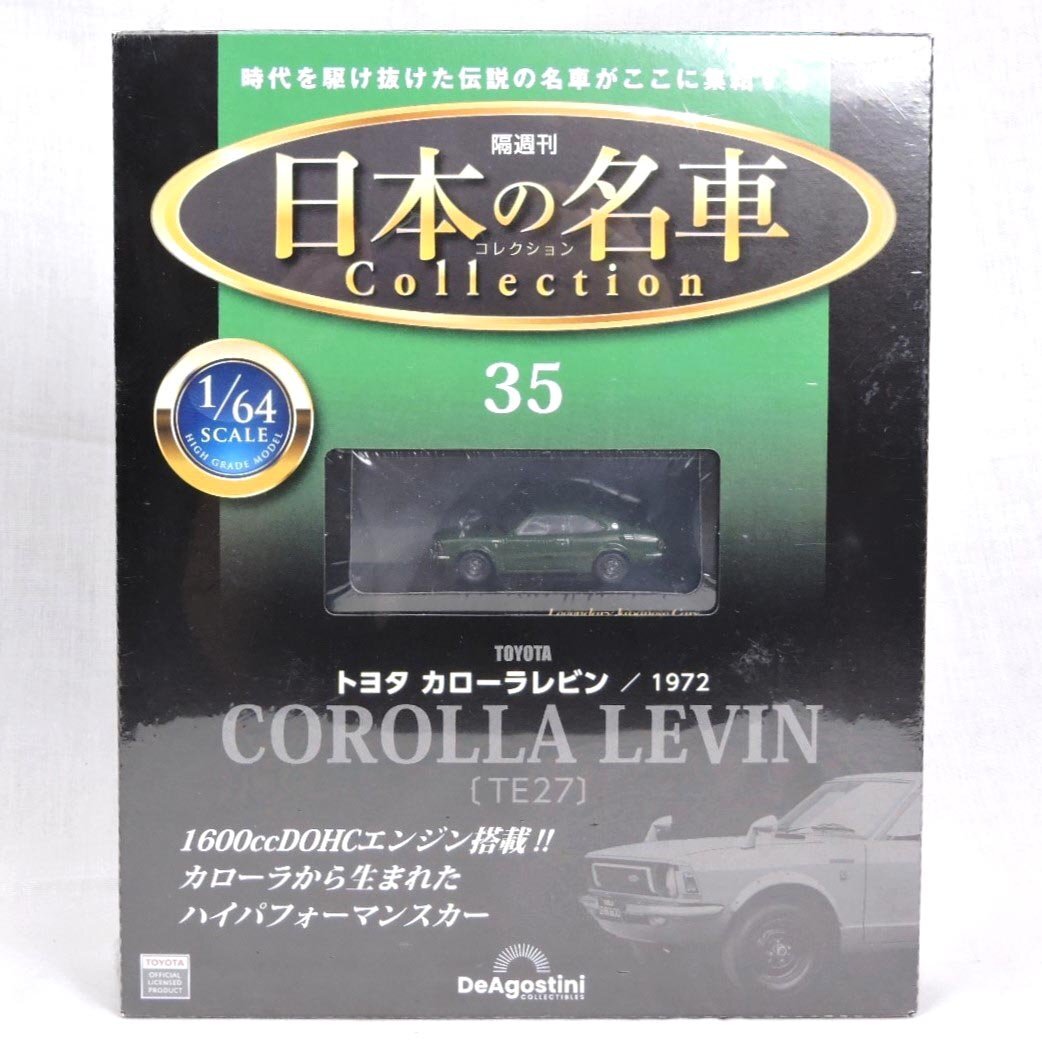 時代を駆け抜けた伝説の名車がここに集結する
隔週刊
日本の名車
コレクション
Collection
35
1/64
SCALE
HIGH GRADE MODEL
Legendary Japanese Cars
TOYOTA
トヨタ カローラレビン / 1972
COROLLA LEVIN
〔TE27〕
1600ccDOHCエンジン搭載!!
カローラから生まれた
ハイパフォーマンスカー
TOYOTA
OFFICIAL
LICENSED
PRODUCT
DeAgostini
COLLECTIBLES